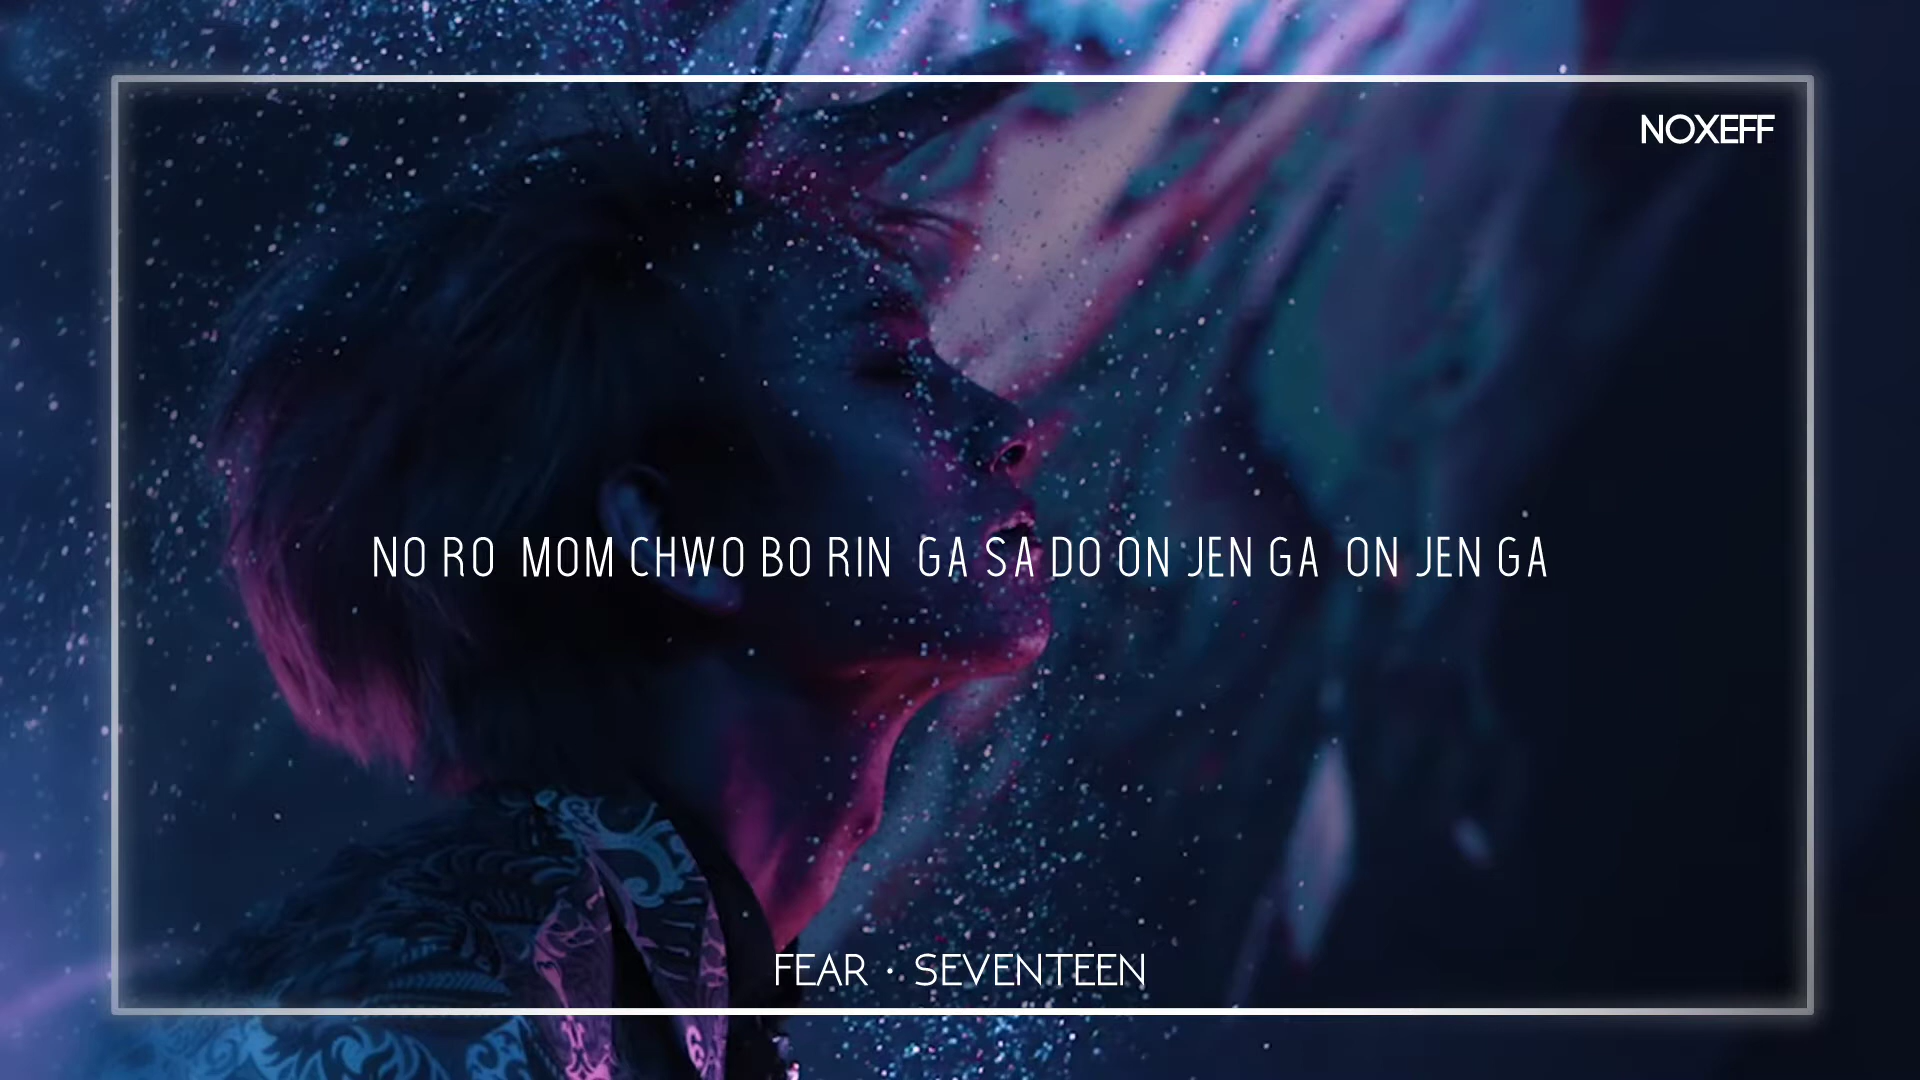 NOXEFF
NO RO MOM CHWO BO RIN GA SA DO ON JEN GA ON JEN GA
FEAR · SEVENTEEN